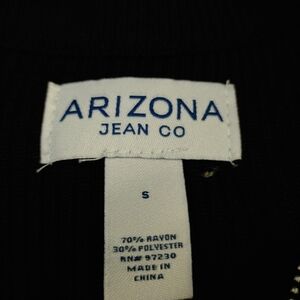 ARIZONA
JEAN CO
S
70% RAYON
30% POLYESTER
RN# 97230
MADE IN
CHINA